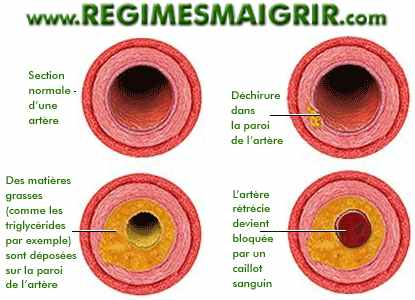 www.REGIMESMAIGRIR.com
Section
normale -
d'une
artère
Déchirure
dans
la paroi
de l'artère
Des matières
grasses
(comme les
triglycérides
par exemple)
sont déposées
sur la paroi
de l'artère
L'artère
rétrécie
devient
bloquée
par un
caillot
sanguin